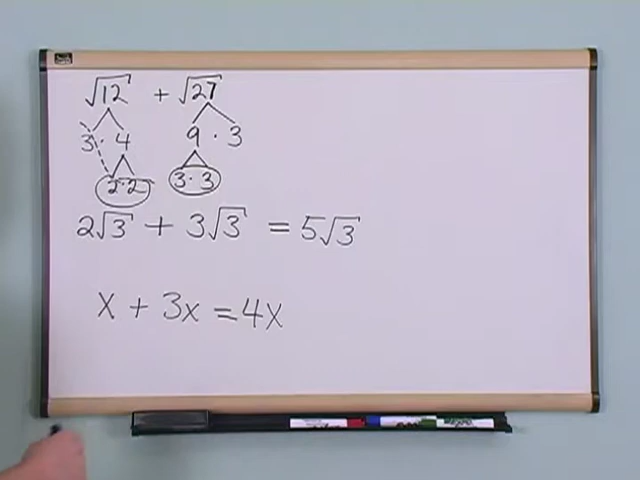 √12 + √27
3 · 4 9 · 3
2·2 3·3
2√3 + 3√3 = 5√3
x + 3x = 4x